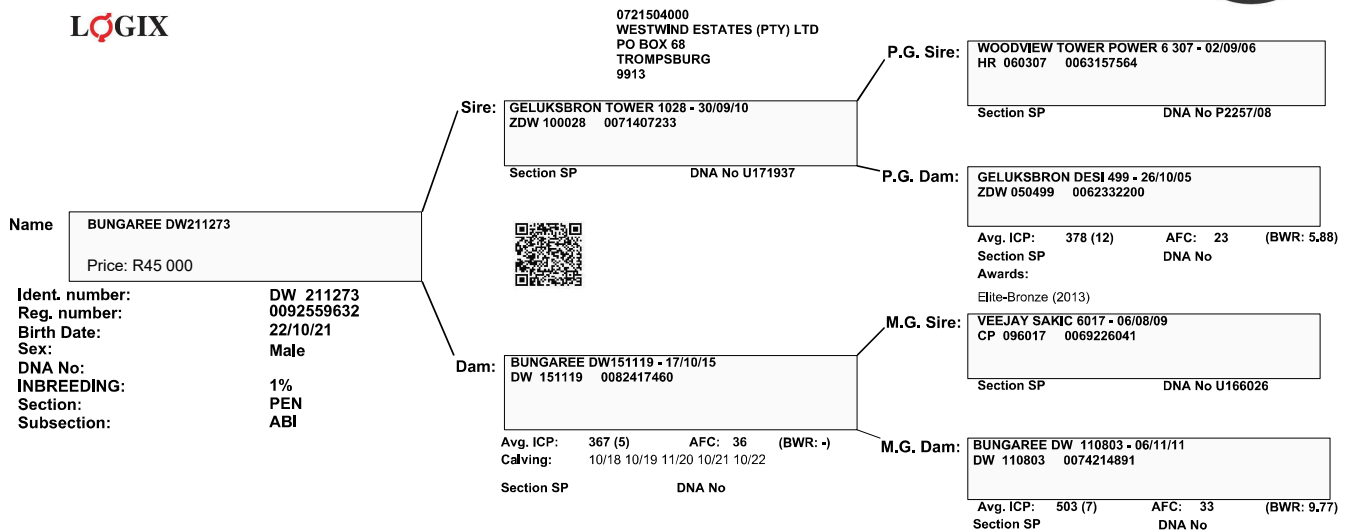 LOGIX
0721504000
WESTWIND ESTATES (PTY) LTD
PO BOX 68
TROMPSBURG
9913
Name
BUNGAREE DW211273
Price: R45 000
Ident. number: DW 211273
Reg. number: 0092559632
Birth Date: 22/10/21
Sex: Male
DNA No:
INBREEDING: 1%
Section: PEN
Subsection: ABI
Sire:
GELUKSBRON TOWER 1028 - 30/09/10
ZDW 100028 0071407233
Section SP DNA No U171937
Dam:
BUNGAREE DW151119 - 17/10/15
DW 151119 0082417460
Avg. ICP: 367 (5) AFC: 36 (BWR: -)
Calving: 10/18 10/19 11/20 10/21 10/22
Section SP DNA No
P.G. Sire:
WOODVIEW TOWER POWER 6 307 - 02/09/06
HR 060307 0063157564
Section SP DNA No P2257/08
P.G. Dam:
GELUKSBRON DESI 499 - 26/10/05
ZDW 050499 0062332200
Avg. ICP: 378 (12) AFC: 23 (BWR: 5.88)
Section SP DNA No
Awards:
Elite-Bronze (2013)
M.G. Sire:
VEEJAY SAKIC 6017 - 06/08/09
CP 096017 0069226041
Section SP DNA No U166026
M.G. Dam:
BUNGAREE DW 110803 - 06/11/11
DW 110803 0074214891
Avg. ICP: 503 (7) AFC: 33 (BWR: 9.77)
Section SP DNA No